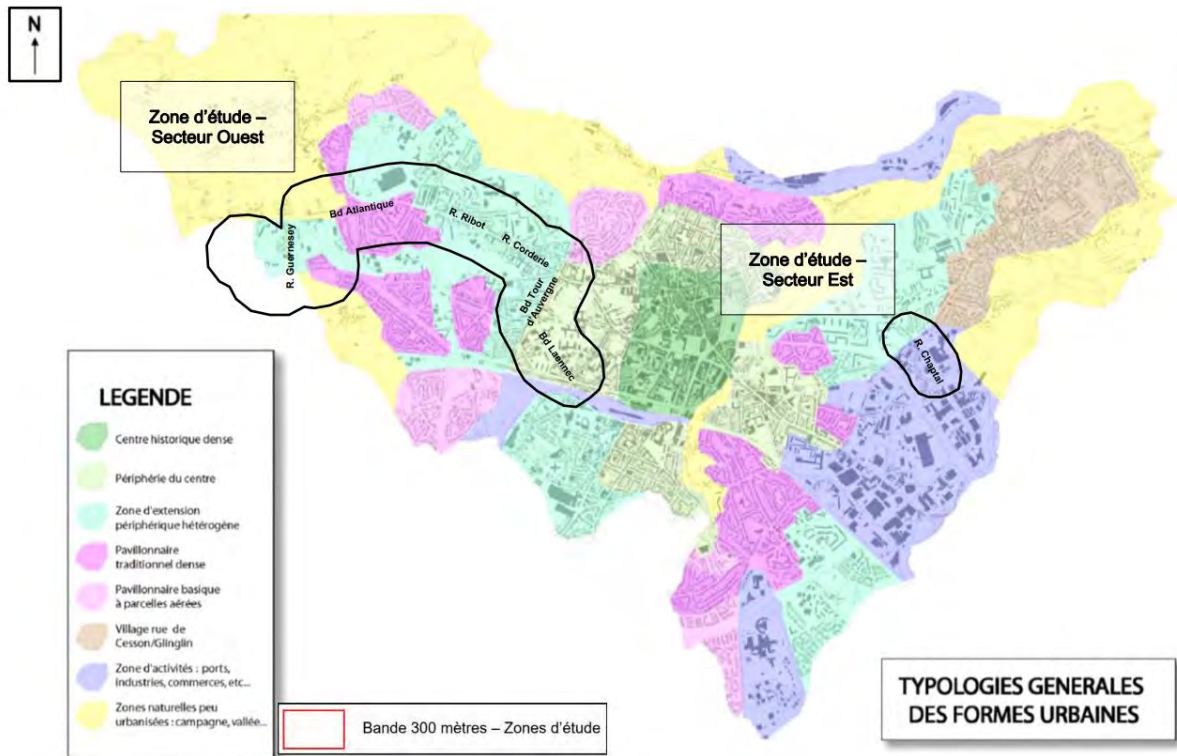 N
Zone d'étude –
Secteur Ouest
Bd Atlantique
R. Guernesey
R. Ribot
R. Corderie
Bd Tour
d'Auvergne
Bd Laennec
Zone d'étude –
Secteur Est
R. Chaptal
LEGENDE
Centre historique dense
Périphérie du centre
Zone d'extension
périphérique hétérogène
Pavillonnaire
traditionnel dense
Pavillonnaire basique
à parcelles aérées
Village rue de
Cesson/Glinglin
Zone d'activités : ports,
industries, commerces, etc...
Zones naturelles peu
urbanisées : campagne, vallée...
Bande 300 mètres – Zones d'étude
TYPOLOGIES GENERALES
DES FORMES URBAINES